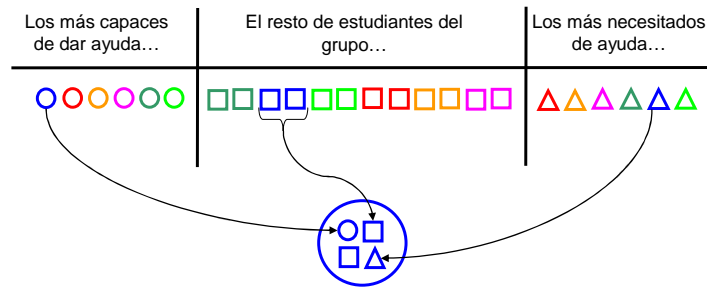 Los más capaces
de dar ayuda…
El resto de estudiantes del
grupo…
Los más necesitados
de ayuda…